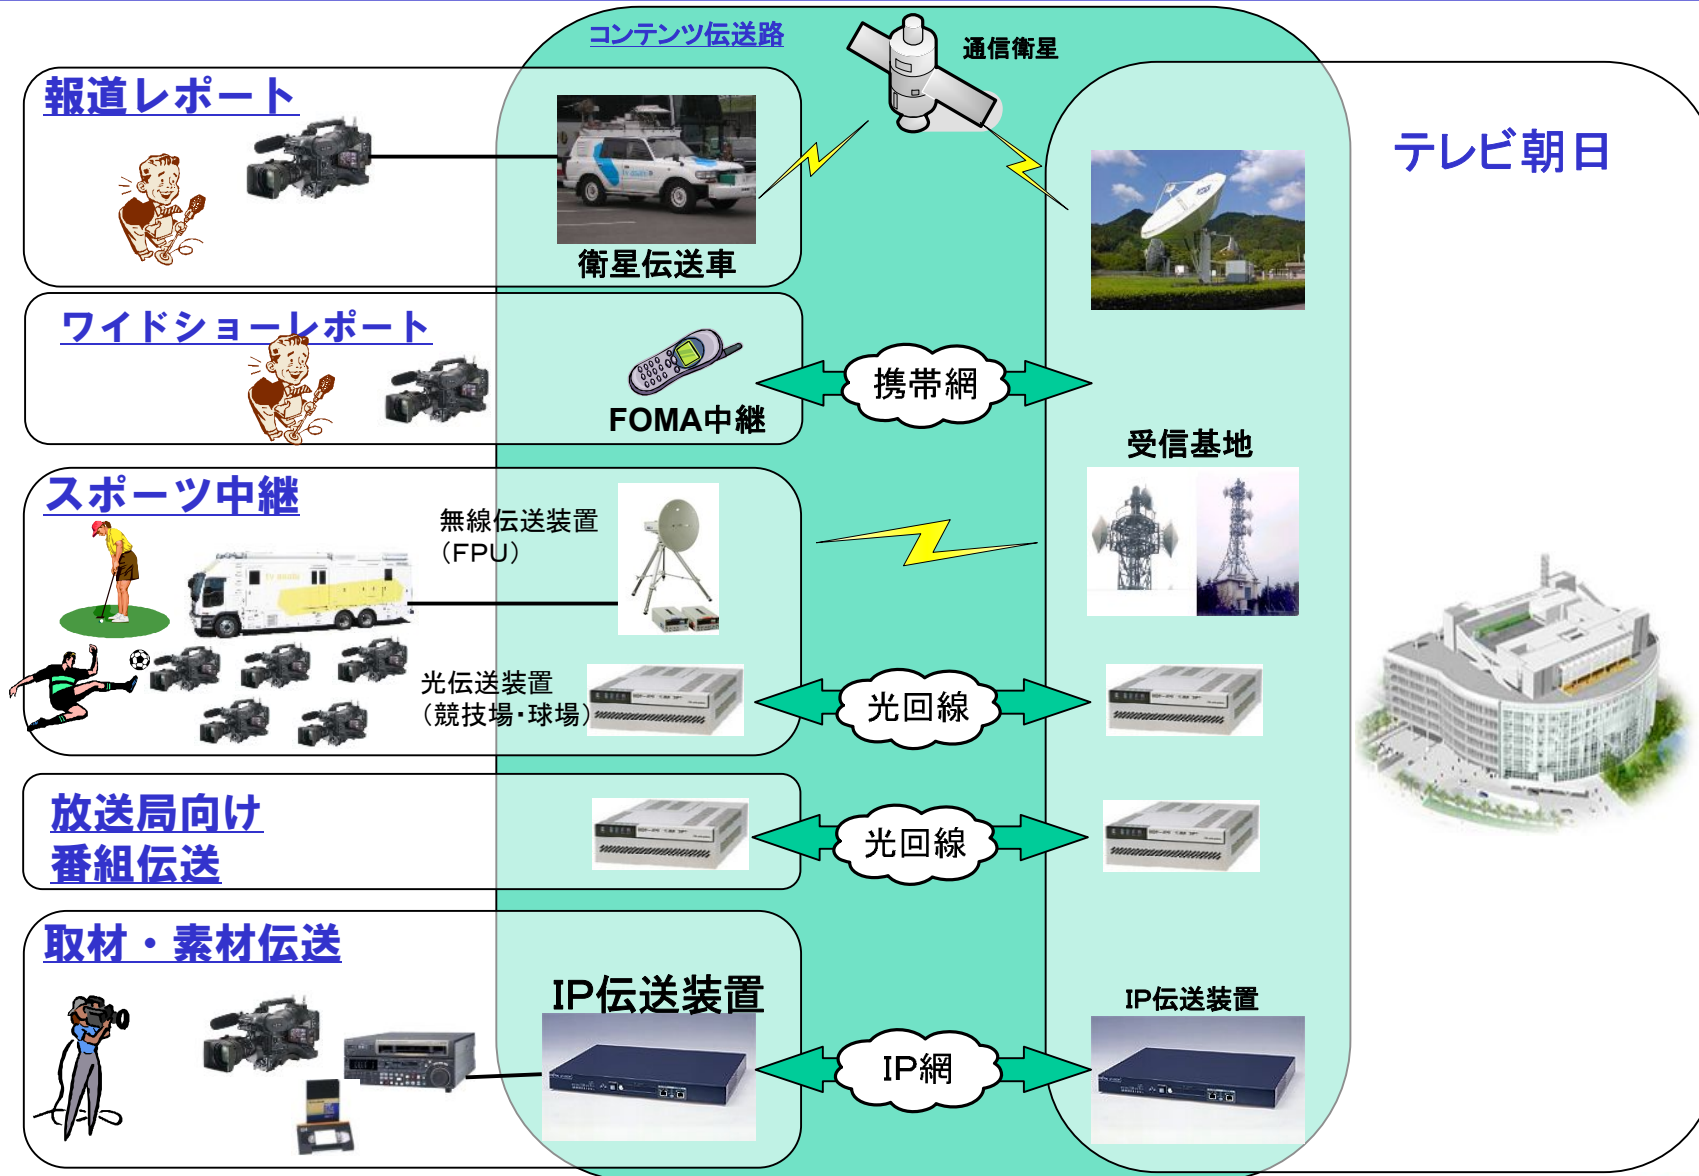 コンテンツ伝送路
通信衛星
報道レポート
テレビ朝日
tv asahi
衛星伝送車
ワイドショーレポート
携帯網
FOMA中継
受信基地
スポーツ中継
無線伝送装置
（FPU）
tv asahi
光伝送装置
（競技場・球場）
光回線
放送局向け
番組伝送
光回線
取材・素材伝送
IP伝送装置
IP伝送装置
IP網